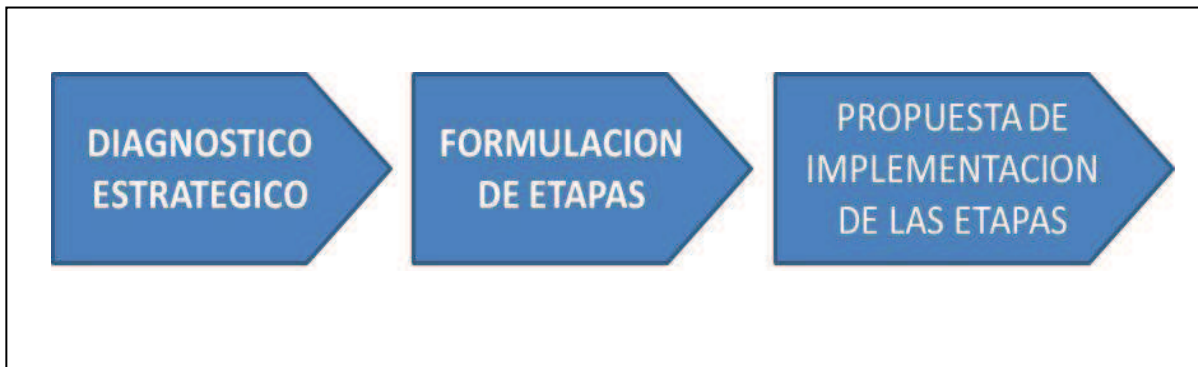 DIAGNOSTICO
ESTRATEGICO
FORMULACION
DE ETAPAS
PROPUESTA DE
IMPLEMENTACION
DE LAS ETAPAS